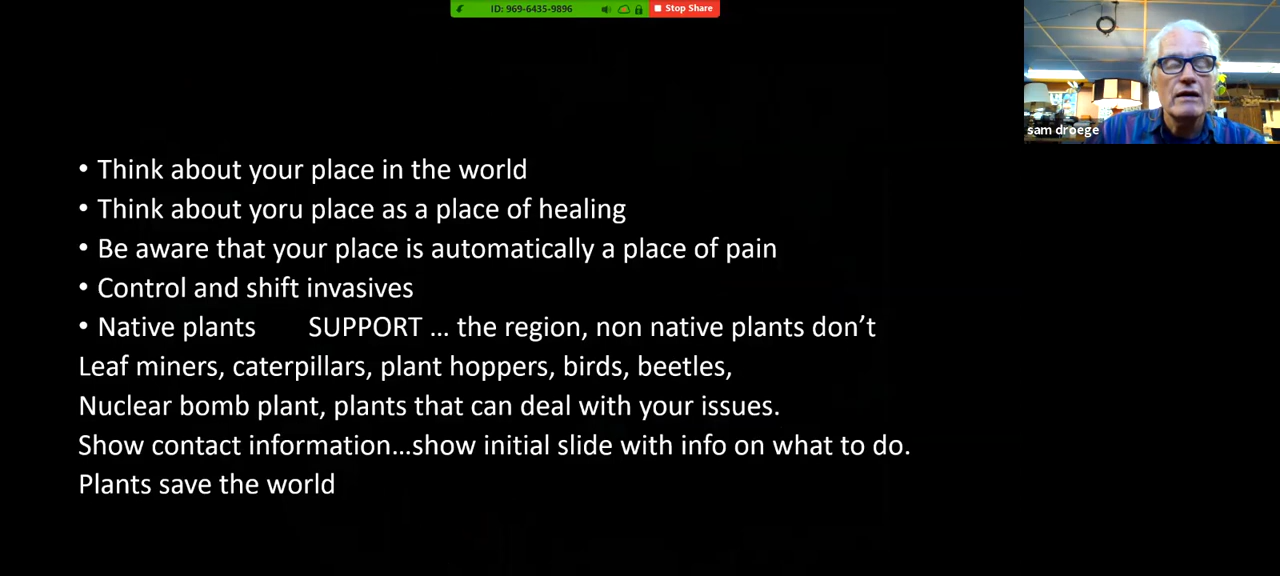 ID: 969-6435-9896
Stop Share
sam droege
• Think about your place in the world
• Think about yoru place as a place of healing
• Be aware that your place is automatically a place of pain
• Control and shift invasives
• Native plants SUPPORT … the region, non native plants don’t
Leaf miners, caterpillars, plant hoppers, birds, beetles,
Nuclear bomb plant, plants that can deal with your issues.
Show contact information…show initial slide with info on what to do.
Plants save the world